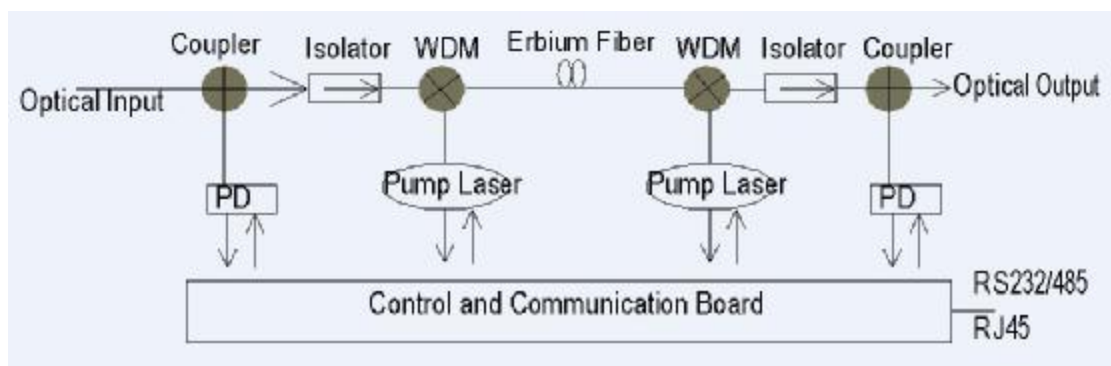 Coupler
Isolator
WDM
Erbium Fiber
WDM
Isolator
Coupler
Optical Input
Optical Output
PD
Pump Laser
Pump Laser
PD
Control and Communication Board
RS232/485
RJ45